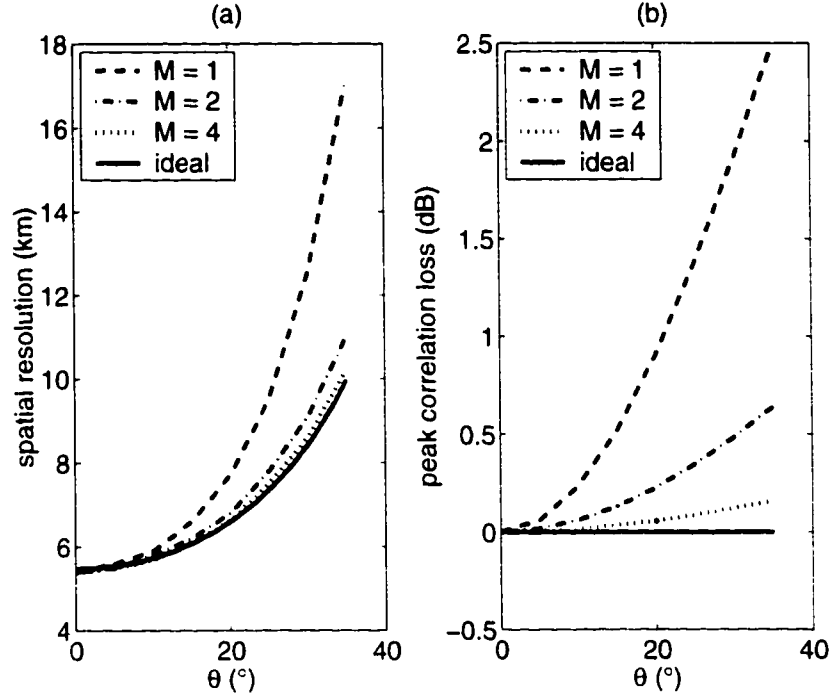 (a)
18
16
14
12
10
8
6
4
0
20
40
spatial resolution (km)
θ (°)
M = 1
M = 2
M = 4
ideal
(b)
2.5
2
1.5
1
0.5
0
−0.5
0
20
40
peak correlation loss (dB)
θ (°)
M = 1
M = 2
M = 4
ideal